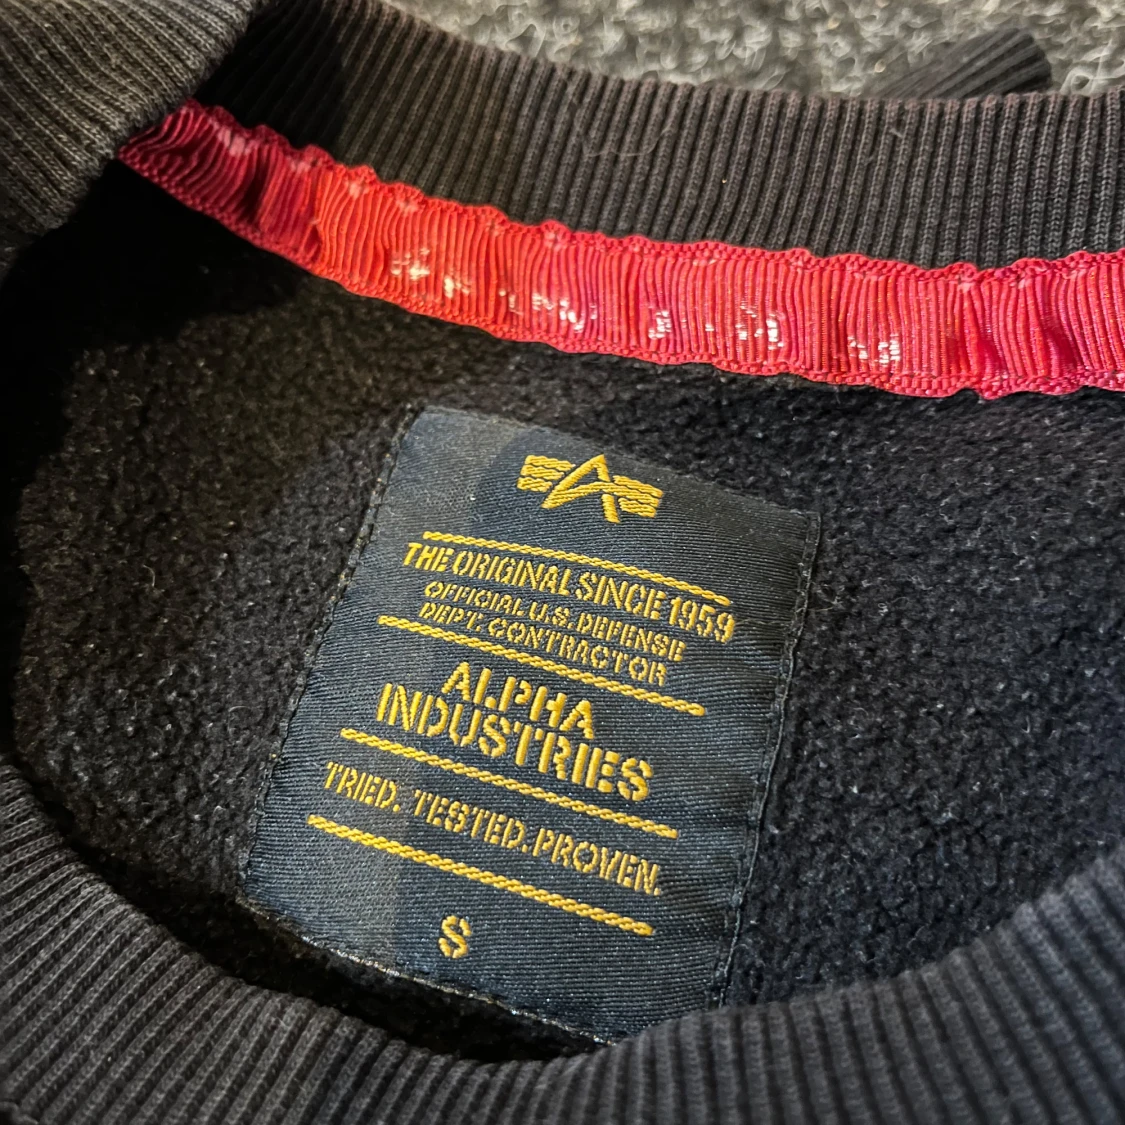 THE ORIGINAL SINCE 1959
OFFICIAL U.S. DEFENSE
DEPT. CONTRACTOR
ALPHA
INDUSTRIES
TRIED. TESTED. PROVEN.
S